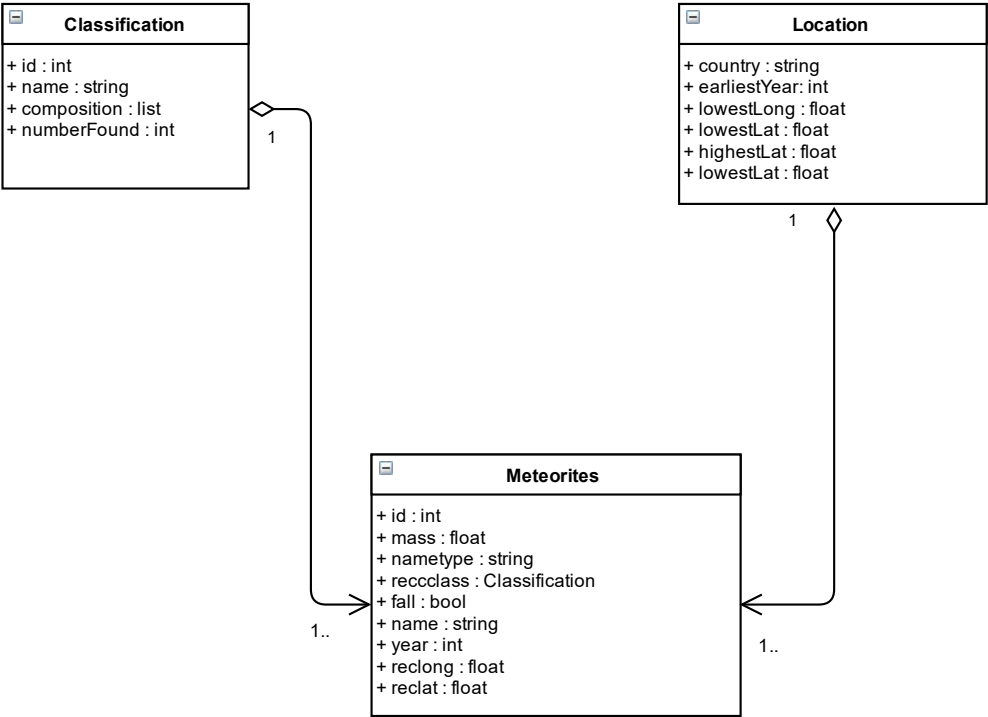 Classification
+ id : int
+ name : string
+ composition : list
+ numberFound : int
1
Location
+ country : string
+ earliestYear: int
+ lowestLong : float
+ lowestLat : float
+ highestLat : float
+ lowestLat : float
1
Meteorites
+ id : int
+ mass : float
+ nametype : string
+ reccclass : Classification
+ fall : bool
+ name : string
+ year : int
+ reclong : float
+ reclat : float
1..
1..